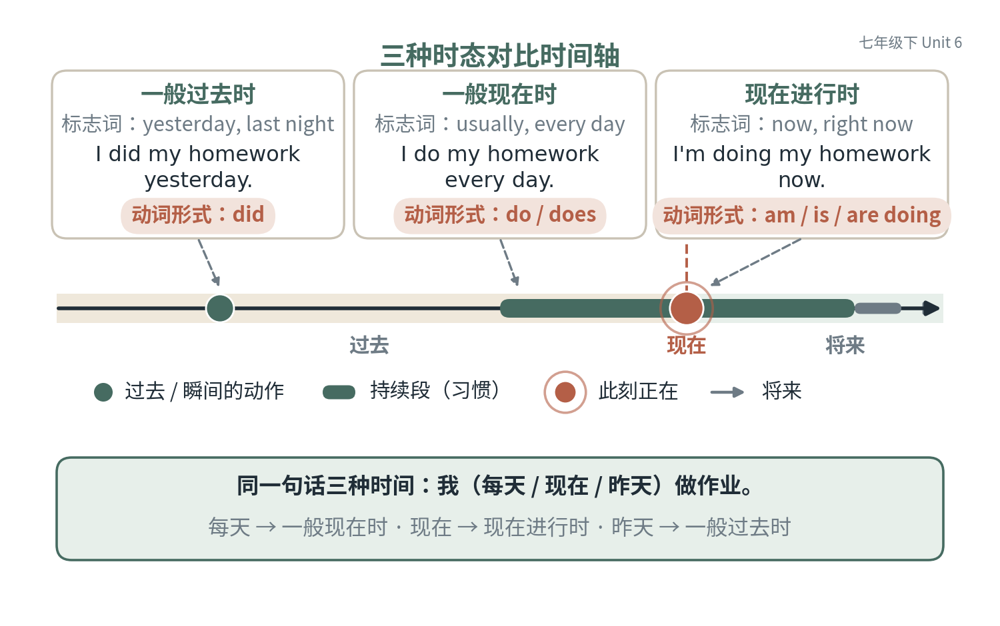 七年级下 Unit 6
三种时态对比时间轴
一般过去时
标志词：yesterday, last night
I did my homework
yesterday.
动词形式：did
一般现在时
标志词：usually, every day
I do my homework
every day.
动词形式：do / does
现在进行时
标志词：now, right now
I'm doing my homework
now.
动词形式：am / is / are doing
过去
现在
将来
过去 / 瞬间的动作
持续段（习惯）
此刻正在
将来
同一句话三种时间：我（每天 / 现在 / 昨天）做作业。
每天 → 一般现在时 · 现在 → 现在进行时 · 昨天 → 一般过去时